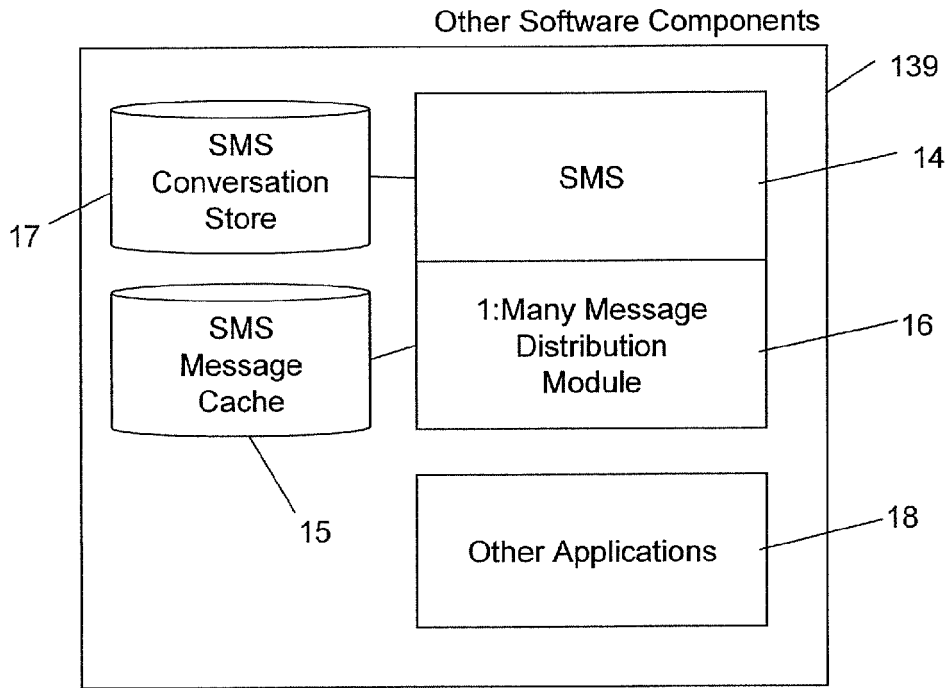 Other Software Components
139
SMS
Conversation
Store
17
SMS
14
SMS
Message
Cache
15
1:Many Message
Distribution
Module
16
Other Applications
18